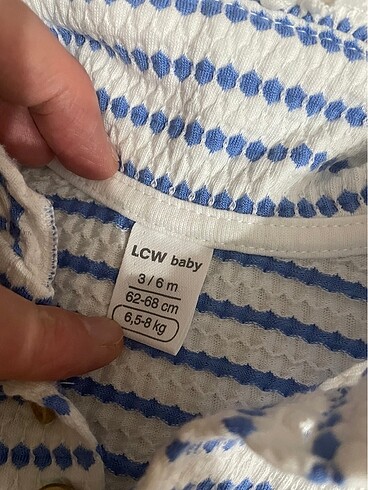 LCW baby
3 / 6 m
62-68 cm
6,5-8 kg